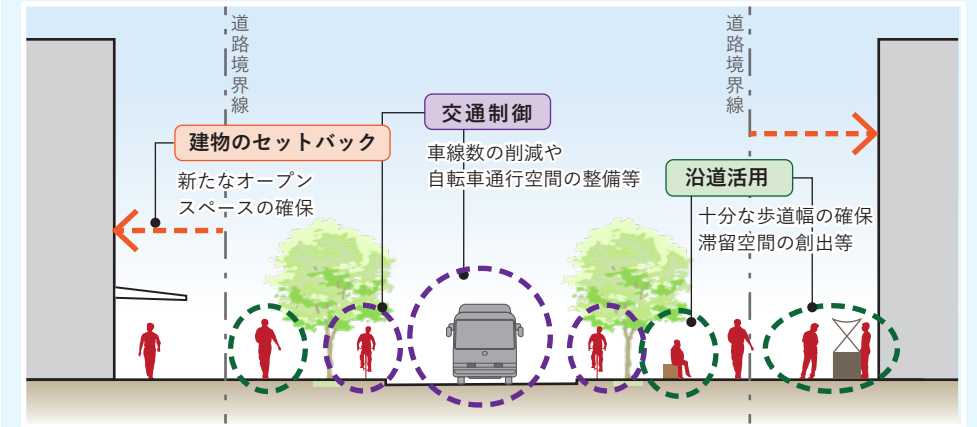 道路境界線
道路境界線
交通制御
車線数の削減や
自転車通行空間の整備等
建物のセットバック
新たなオープン
スペースの確保
沿道活用
十分な歩道幅の確保
滞留空間の創出等